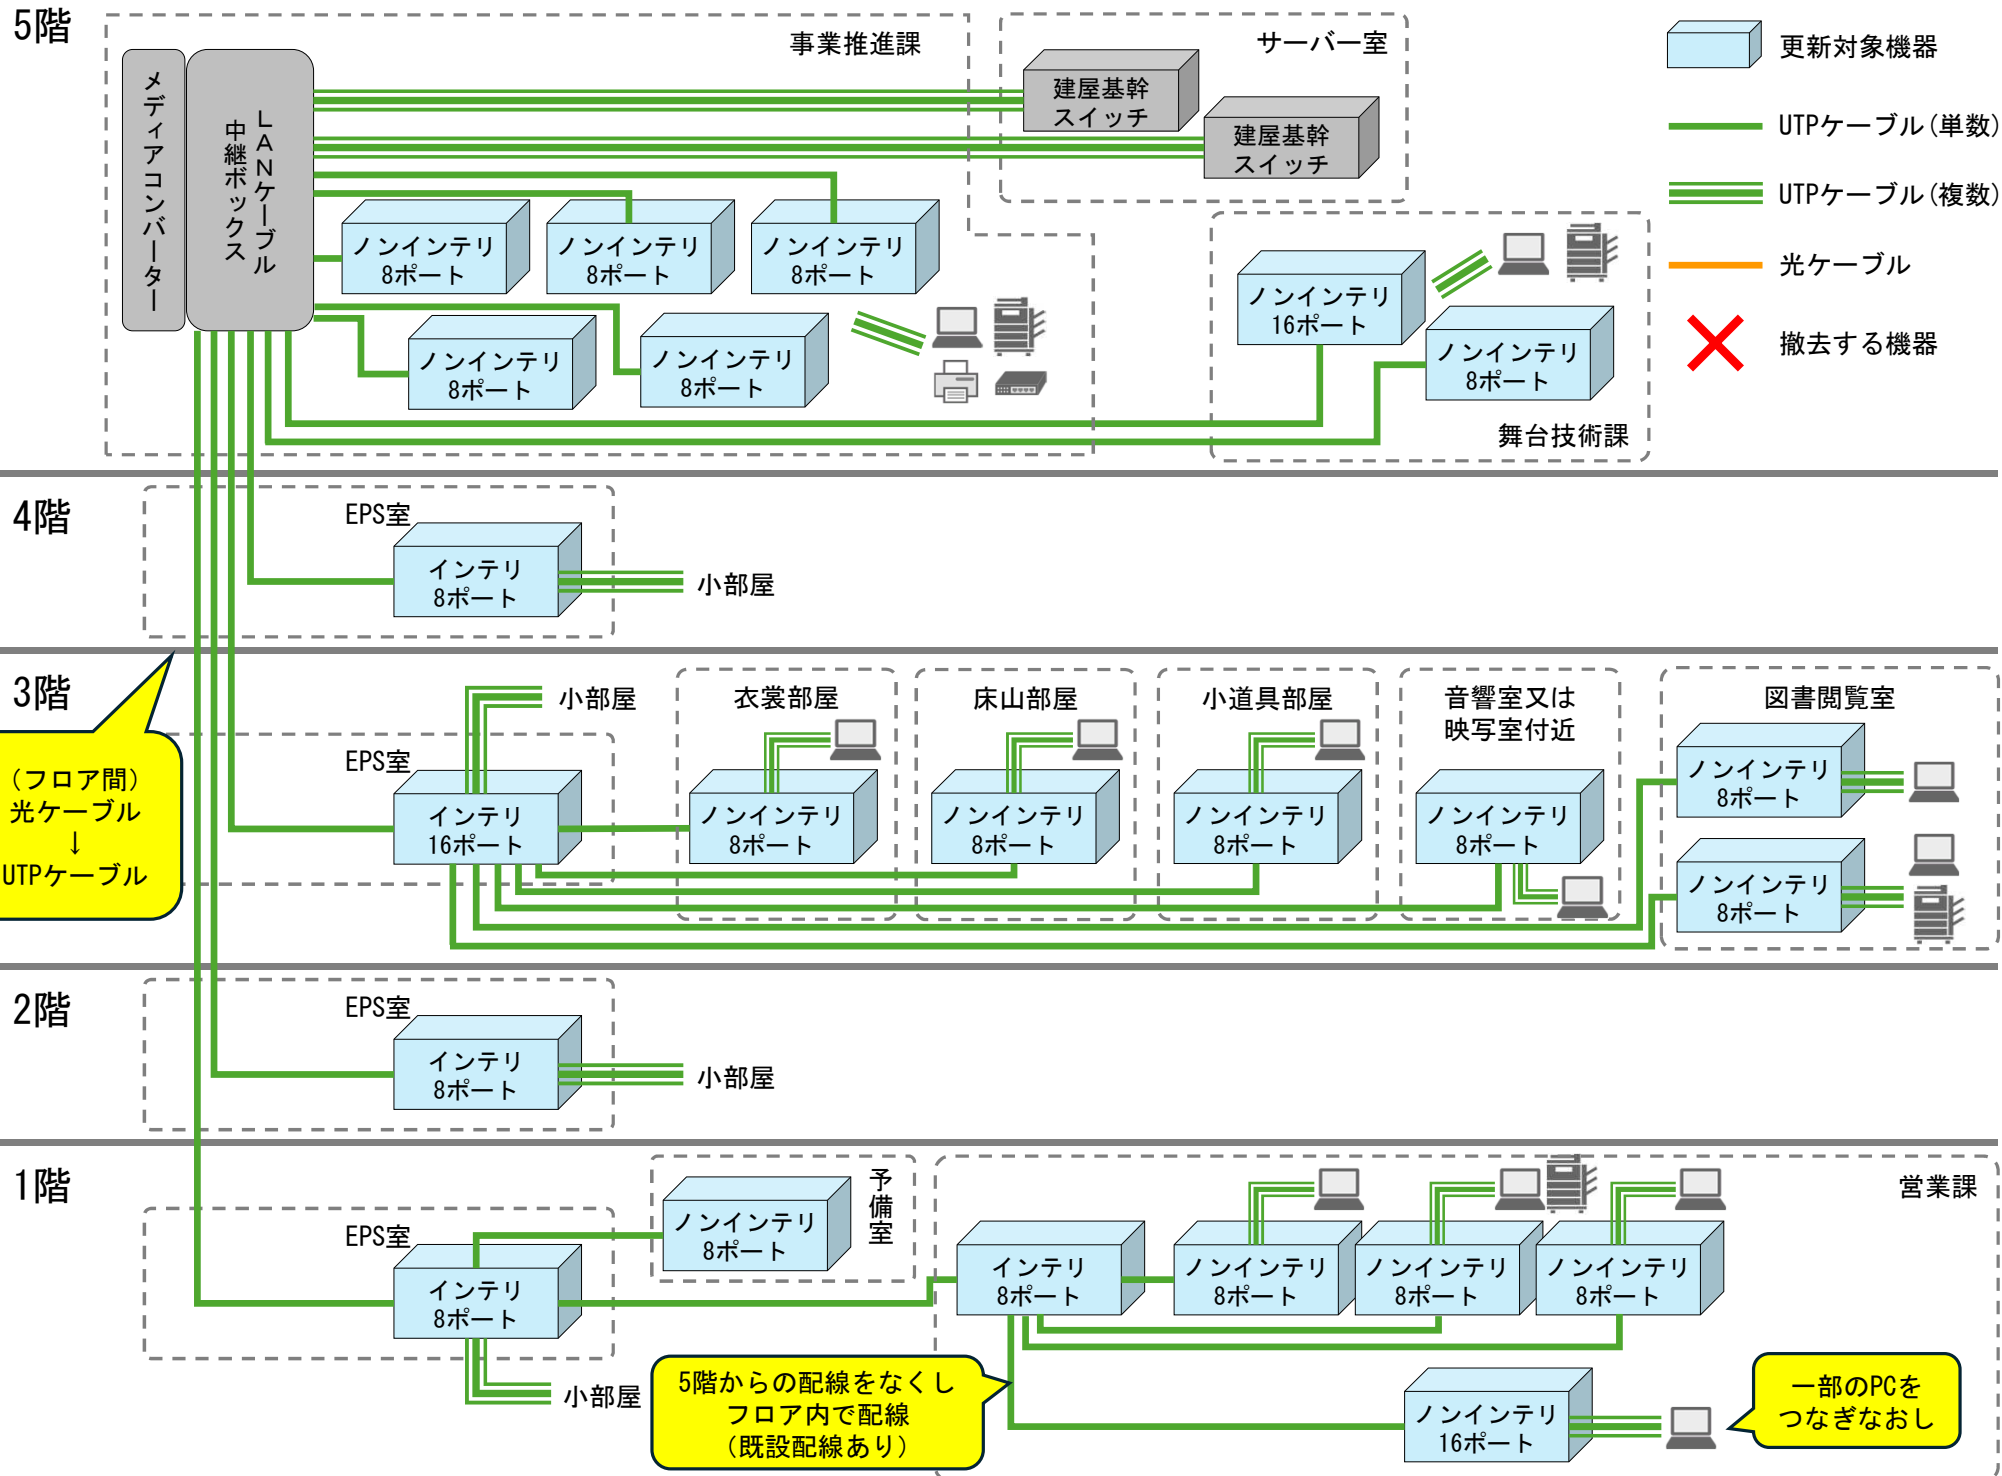 5階
事業推進課
サーバー室
メディアコンバーター
LANケーブル
中継ボックス
建屋基幹
スイッチ
建屋基幹
スイッチ
ノンインテリ
8ポート
ノンインテリ
8ポート
ノンインテリ
8ポート
ノンインテリ
8ポート
ノンインテリ
8ポート
ノンインテリ
16ポート
ノンインテリ
8ポート
舞台技術課
更新対象機器
UTPケーブル(単数)
UTPケーブル(複数)
光ケーブル
撤去する機器
4階
EPS室
インテリ
8ポート
小部屋
3階
(フロア間)
光ケーブル
↓
UTPケーブル
小部屋
EPS室
インテリ
16ポート
衣裳部屋
ノンインテリ
8ポート
床山部屋
ノンインテリ
8ポート
小道具部屋
ノンインテリ
8ポート
音響室又は
映写室付近
ノンインテリ
8ポート
図書閲覧室
ノンインテリ
8ポート
ノンインテリ
8ポート
2階
EPS室
インテリ
8ポート
小部屋
1階
EPS室
インテリ
8ポート
小部屋
予備室
ノンインテリ
8ポート
営業課
インテリ
8ポート
ノンインテリ
8ポート
ノンインテリ
8ポート
ノンインテリ
8ポート
5階からの配線をなくし
フロア内で配線
(既設配線あり)
ノンインテリ
16ポート
一部のPCを
つなぎなおし